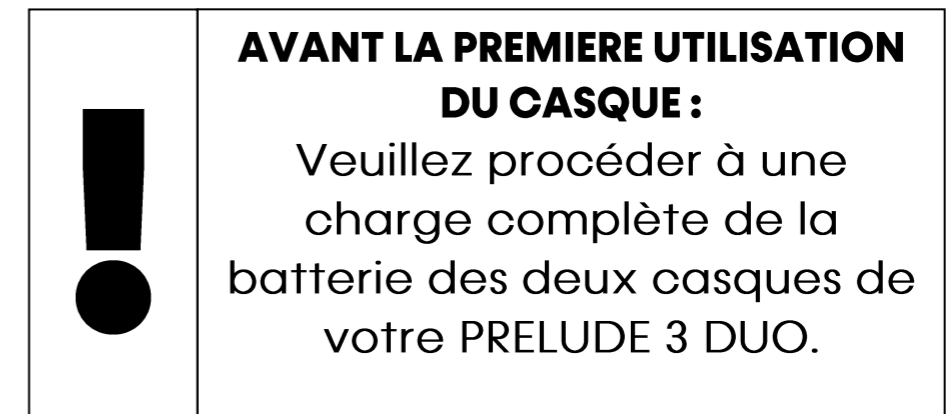 AVANT LA PREMIERE UTILISATION
DU CASQUE :
Veuillez procéder à une
charge complète de la
batterie des deux casques de
votre PRELUDE 3 DUO.